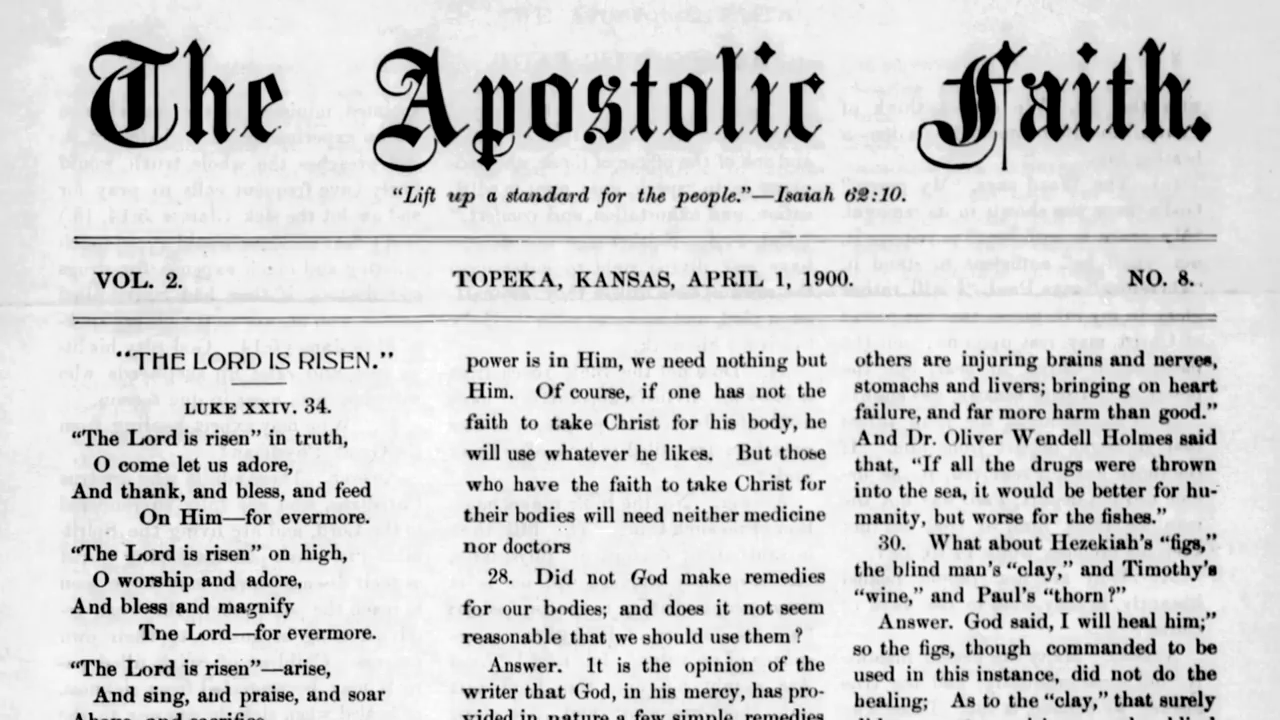 The Apostolic Faith.
"Lift up a standard for the people."—Isaiah 62:10.
VOL. 2. TOPEKA, KANSAS, APRIL 1, 1900. NO. 8.
"THE LORD IS RISEN."
LUKE XXIV. 34.
"The Lord is risen" in truth,
O come let us adore,
And thank, and bless, and feed
On Him—for evermore.
"The Lord is risen" on high,
O worship and adore,
And bless and magnify
Tne Lord—for evermore.
"The Lord is risen"—arise,
And sing, and praise, and soar
Above, and sacrifice
power is in Him, we need nothing but
Him. Of course, if one has not the
faith to take Christ for his body, he
will use whatever he likes. But those
who have the faith to take Christ for
their bodies will need neither medicine
nor doctors
28. Did not God make remedies
for our bodies; and does it not seem
reasonable that we should use them?
Answer. It is the opinion of the
writer that God, in his mercy, has pro-
vided in nature a few simple remedies
others are injuring brains and nerves,
stomachs and livers; bringing on heart
failure, and far more harm than good."
And Dr. Oliver Wendell Holmes said
that, "If all the drugs were thrown
into the sea, it would be better for hu-
manity, but worse for the fishes."
30. What about Hezekiah's "figs,"
the blind man's "clay," and Timothy's
"wine," and Paul's "thorn?"
Answer. God said, I will heal him;"
so the figs, though commanded to be
used in this instance, did not do the
healing; As to the "clay," that surely